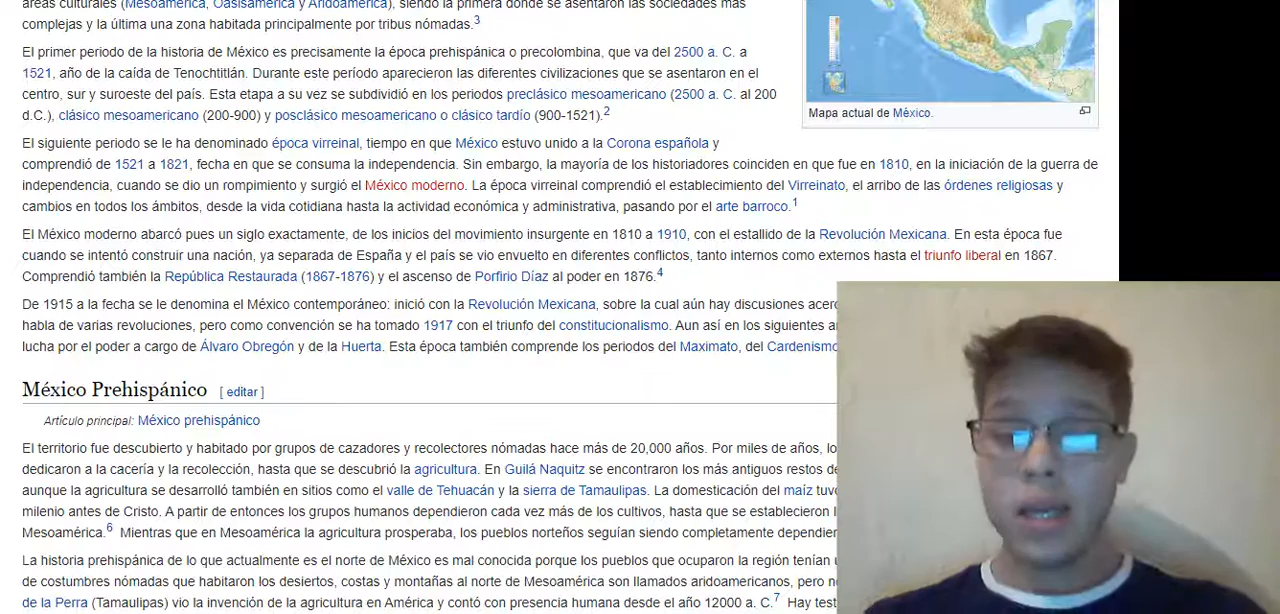 áreas culturales (Mesoamérica, Oasisamérica y Aridoamérica), siendo la primera donde se asentaron las sociedades más
complejas y la última una zona habitada principalmente por tribus nómadas.3
El primer periodo de la historia de México es precisamente la época prehispánica o precolombina, que va del 2500 a. C. a
1521, año de la caída de Tenochtitlán. Durante este período aparecieron las diferentes civilizaciones que se asentaron en el
centro, sur y suroeste del país. Esta etapa a su vez se subdividió en los periodos preclásico mesoamericano (2500 a. C. al 200
d.C.), clásico mesoamericano (200-900) y posclásico mesoamericano o clásico tardío (900-1521).2
Mapa actual de México.
El siguiente periodo se le ha denominado época virreinal, tiempo en que México estuvo unido a la Corona española y
comprendió de 1521 a 1821, fecha en que se consuma la independencia. Sin embargo, la mayoría de los historiadores coinciden en que fue en 1810, en la iniciación de la guerra de
independencia, cuando se dio un rompimiento y surgió el México moderno. La época virreinal comprendió el establecimiento del Virreinato, el arribo de las órdenes religiosas y
cambios en todos los ámbitos, desde la vida cotidiana hasta la actividad económica y administrativa, pasando por el arte barroco.1
El México moderno abarcó pues un siglo exactamente, de los inicios del movimiento insurgente en 1810 a 1910, con el estallido de la Revolución Mexicana. En esta época fue
cuando se intentó construir una nación, ya separada de España y el país se vio envuelto en diferentes conflictos, tanto internos como externos hasta el triunfo liberal en 1867.
Comprendió también la República Restaurada (1867-1876) y el ascenso de Porfirio Díaz al poder en 1876.4
De 1915 a la fecha se le denomina el México contemporáneo: inició con la Revolución Mexicana, sobre la cual aún hay discusiones acerc
habla de varias revoluciones, pero como convención se ha tomado 1917 con el triunfo del constitucionalismo. Aun así en los siguientes a
lucha por el poder a cargo de Álvaro Obregón y de la Huerta. Esta época también comprende los periodos del Maximato, del Cardenismo
México Prehispánico [ editar ]
Artículo principal: México prehispánico
El territorio fue descubierto y habitado por grupos de cazadores y recolectores nómadas hace más de 20,000 años. Por miles de años, lo
dedicaron a la cacería y la recolección, hasta que se descubrió la agricultura. En Guilá Naquitz se encontraron los más antiguos restos de
aunque la agricultura se desarrolló también en sitios como el valle de Tehuacán y la sierra de Tamaulipas. La domesticación del maíz tuvo
milenio antes de Cristo. A partir de entonces los grupos humanos dependieron cada vez más de los cultivos, hasta que se establecieron l
Mesoamérica.6 Mientras que en Mesoamérica la agricultura prosperaba, los pueblos norteños seguían siendo completamente dependier
La historia prehispánica de lo que actualmente es el norte de México es mal conocida porque los pueblos que ocuparon la región tenían
de costumbres nómadas que habitaron los desiertos, costas y montañas al norte de Mesoamérica son llamados aridoamericanos, pero n
de la Perra (Tamaulipas) vio la invención de la agricultura en América y contó con presencia humana desde el año 12000 a. C.7 Hay test